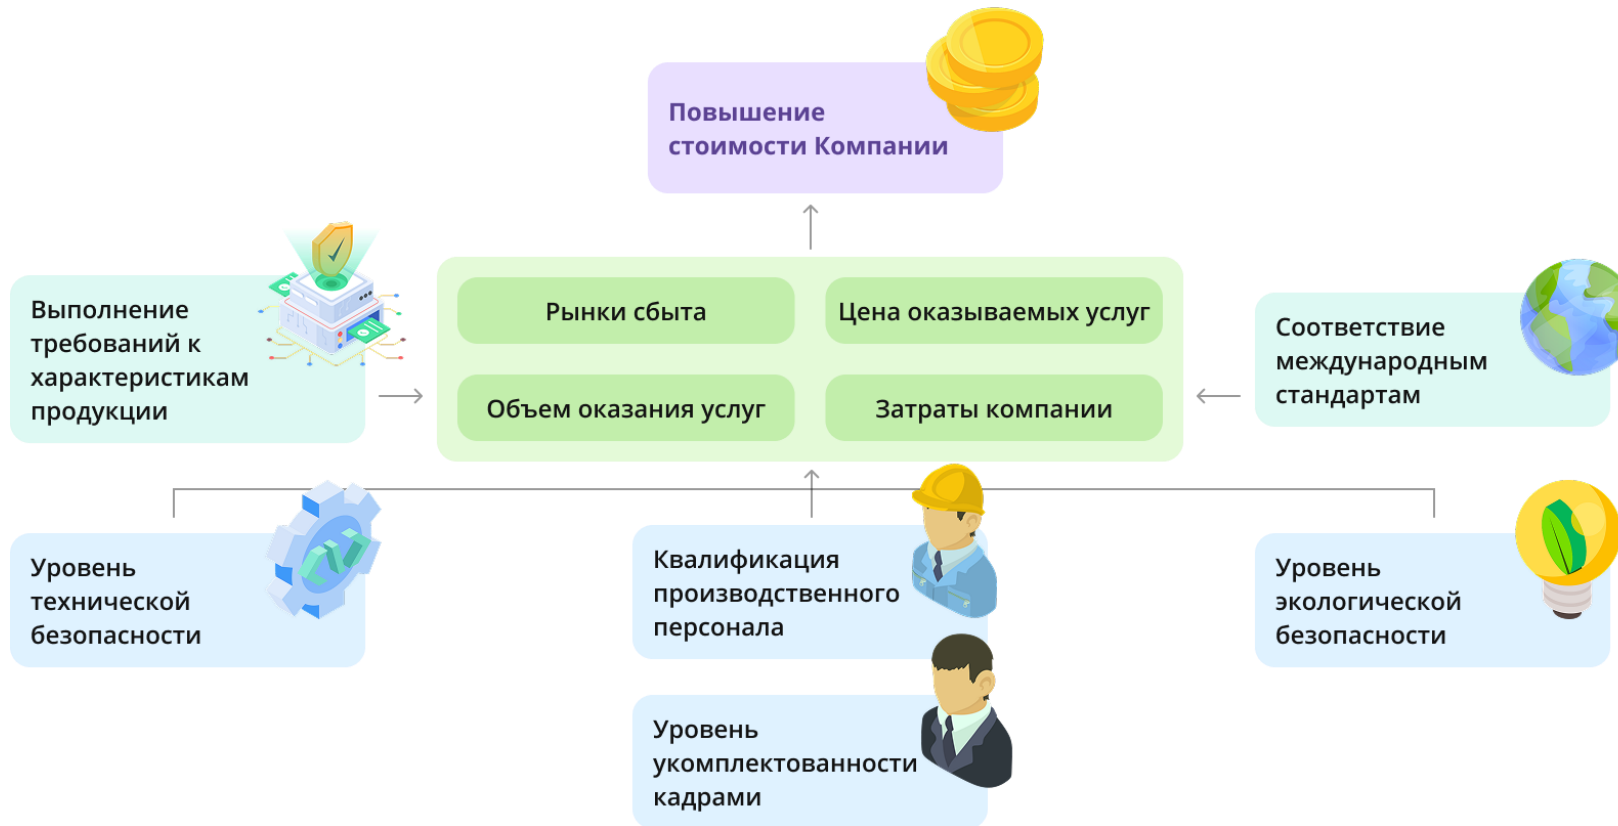 Повышение
стоимости Компании
Выполнение
требований к
характеристикам
продукции
Рынки сбыта
Цена оказываемых услуг
Объем оказания услуг
Затраты компании
Соответствие
международным
стандартам
Уровень
технической
безопасности
Квалификация
производственного
персонала
Уровень
экологической
безопасности
Уровень
укомплектованности
кадрами